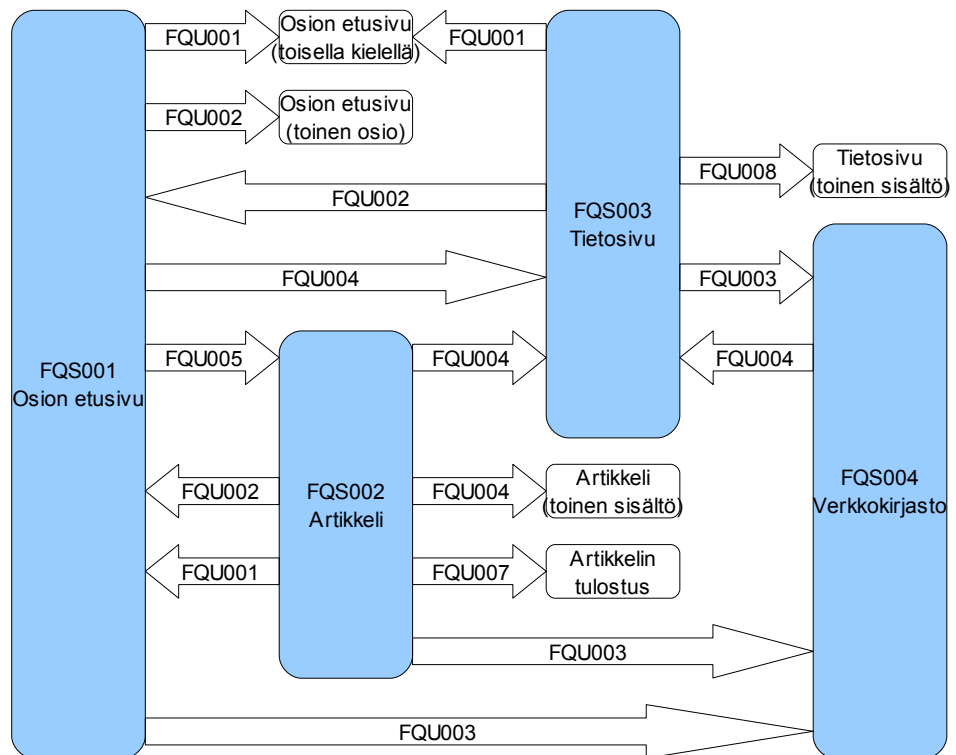 FQU001
Osion etusivu
(toisella kielellä)
FQU001
FQU002
Osion etusivu
(toinen osio)
FQU008
Tietosivu
(toinen sisältö)
FQU002
FQS003
Tietosivu
FQU004
FQU003
FQS001
Osion etusivu
FQU005
FQU004
FQU004
FQU002
FQS002
Artikkeli
FQU004
Artikkeli
(toinen sisältö)
FQS004
Verkkokirjasto
FQU001
FQU007
Artikkelin
tulostus
FQU003
FQU003